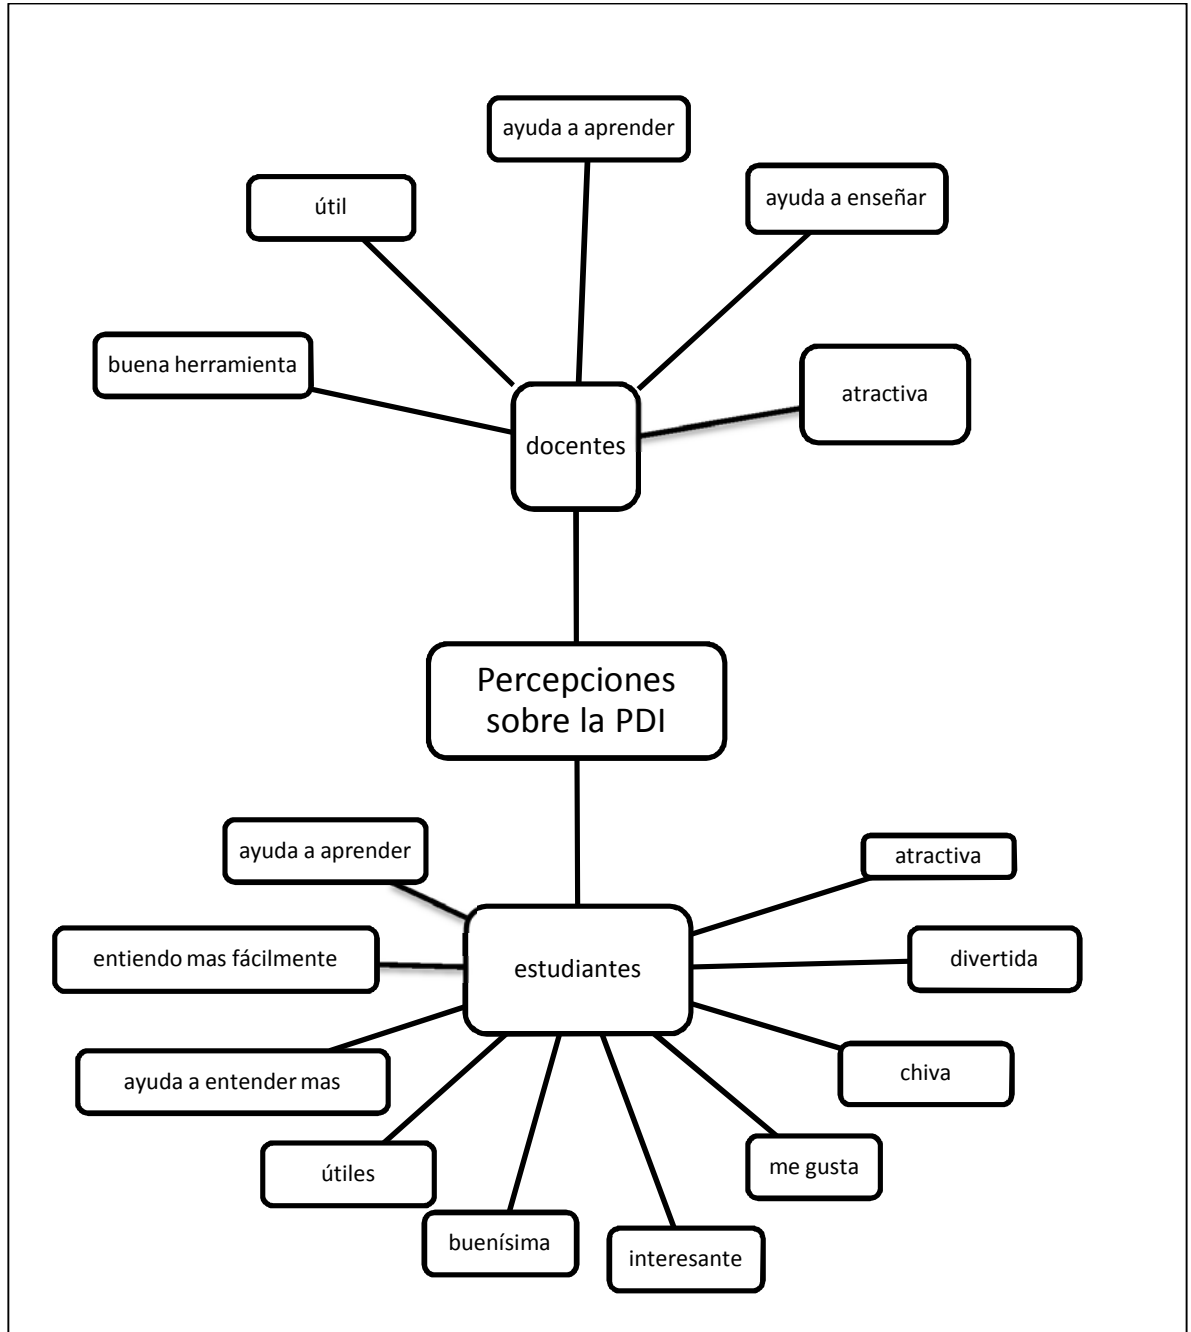 ayuda a aprender
ayuda a enseñar
útil
buena herramienta
atractiva
docentes
Percepciones
sobre la PDI
ayuda a aprender
atractiva
entiendo mas fácilmente
estudiantes
divertida
ayuda a entender mas
chiva
útiles
me gusta
buenísima
interesante